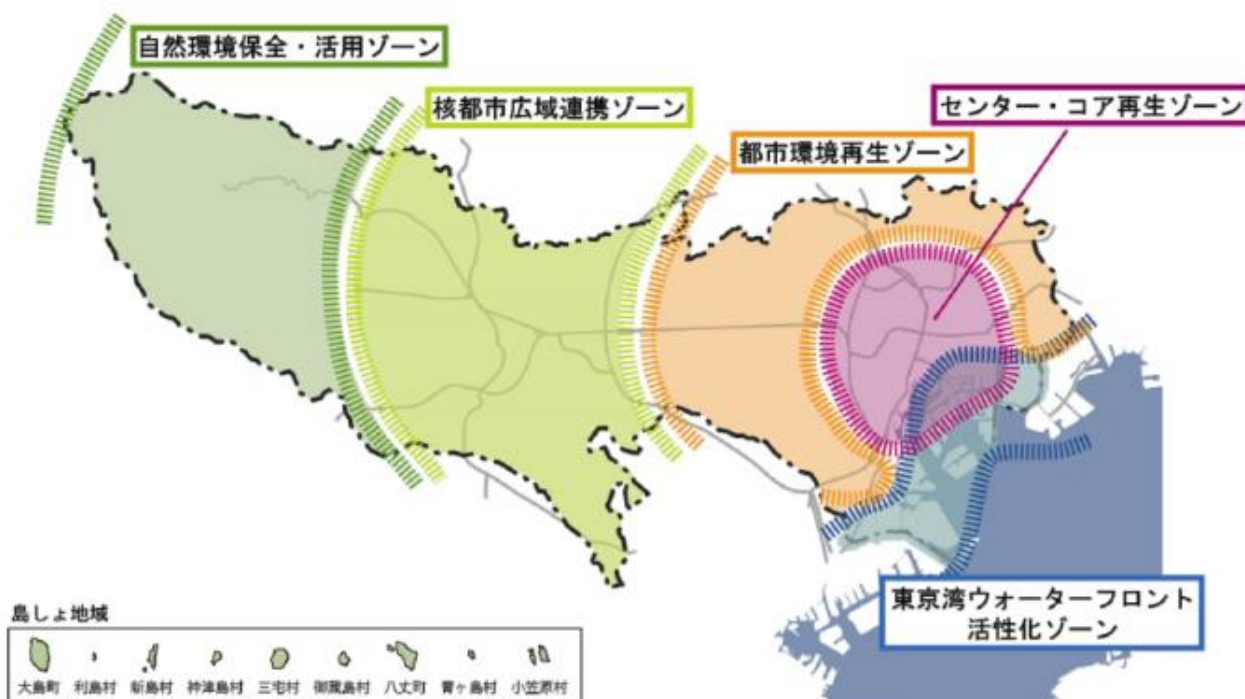 自然環境保全・活用ゾーン
核都市広域連携ゾーン
センター・コア再生ゾーン
都市環境再生ゾーン
東京湾ウォーターフロント
活性化ゾーン
島しょ地域
大島町 利島村 新島村 神津島村 三宅村 御蔵島村 八丈町 青ヶ島村 小笠原村